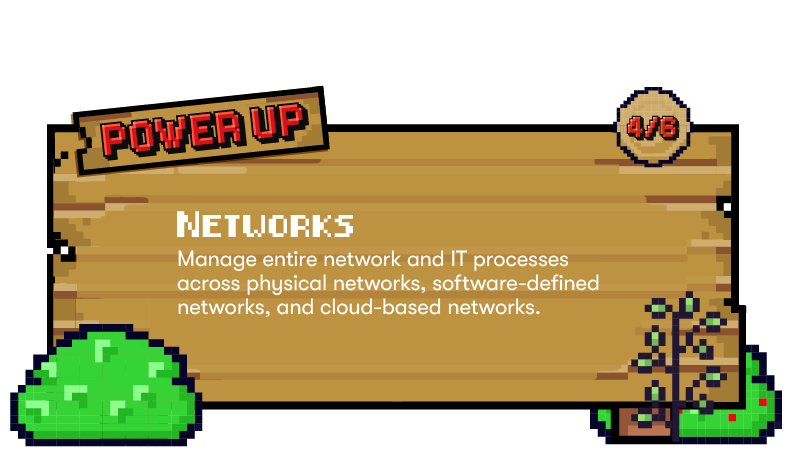 POWER UP
4/6
NETWORKS
Manage entire network and IT processes
across physical networks, software-defined
networks, and cloud-based networks.